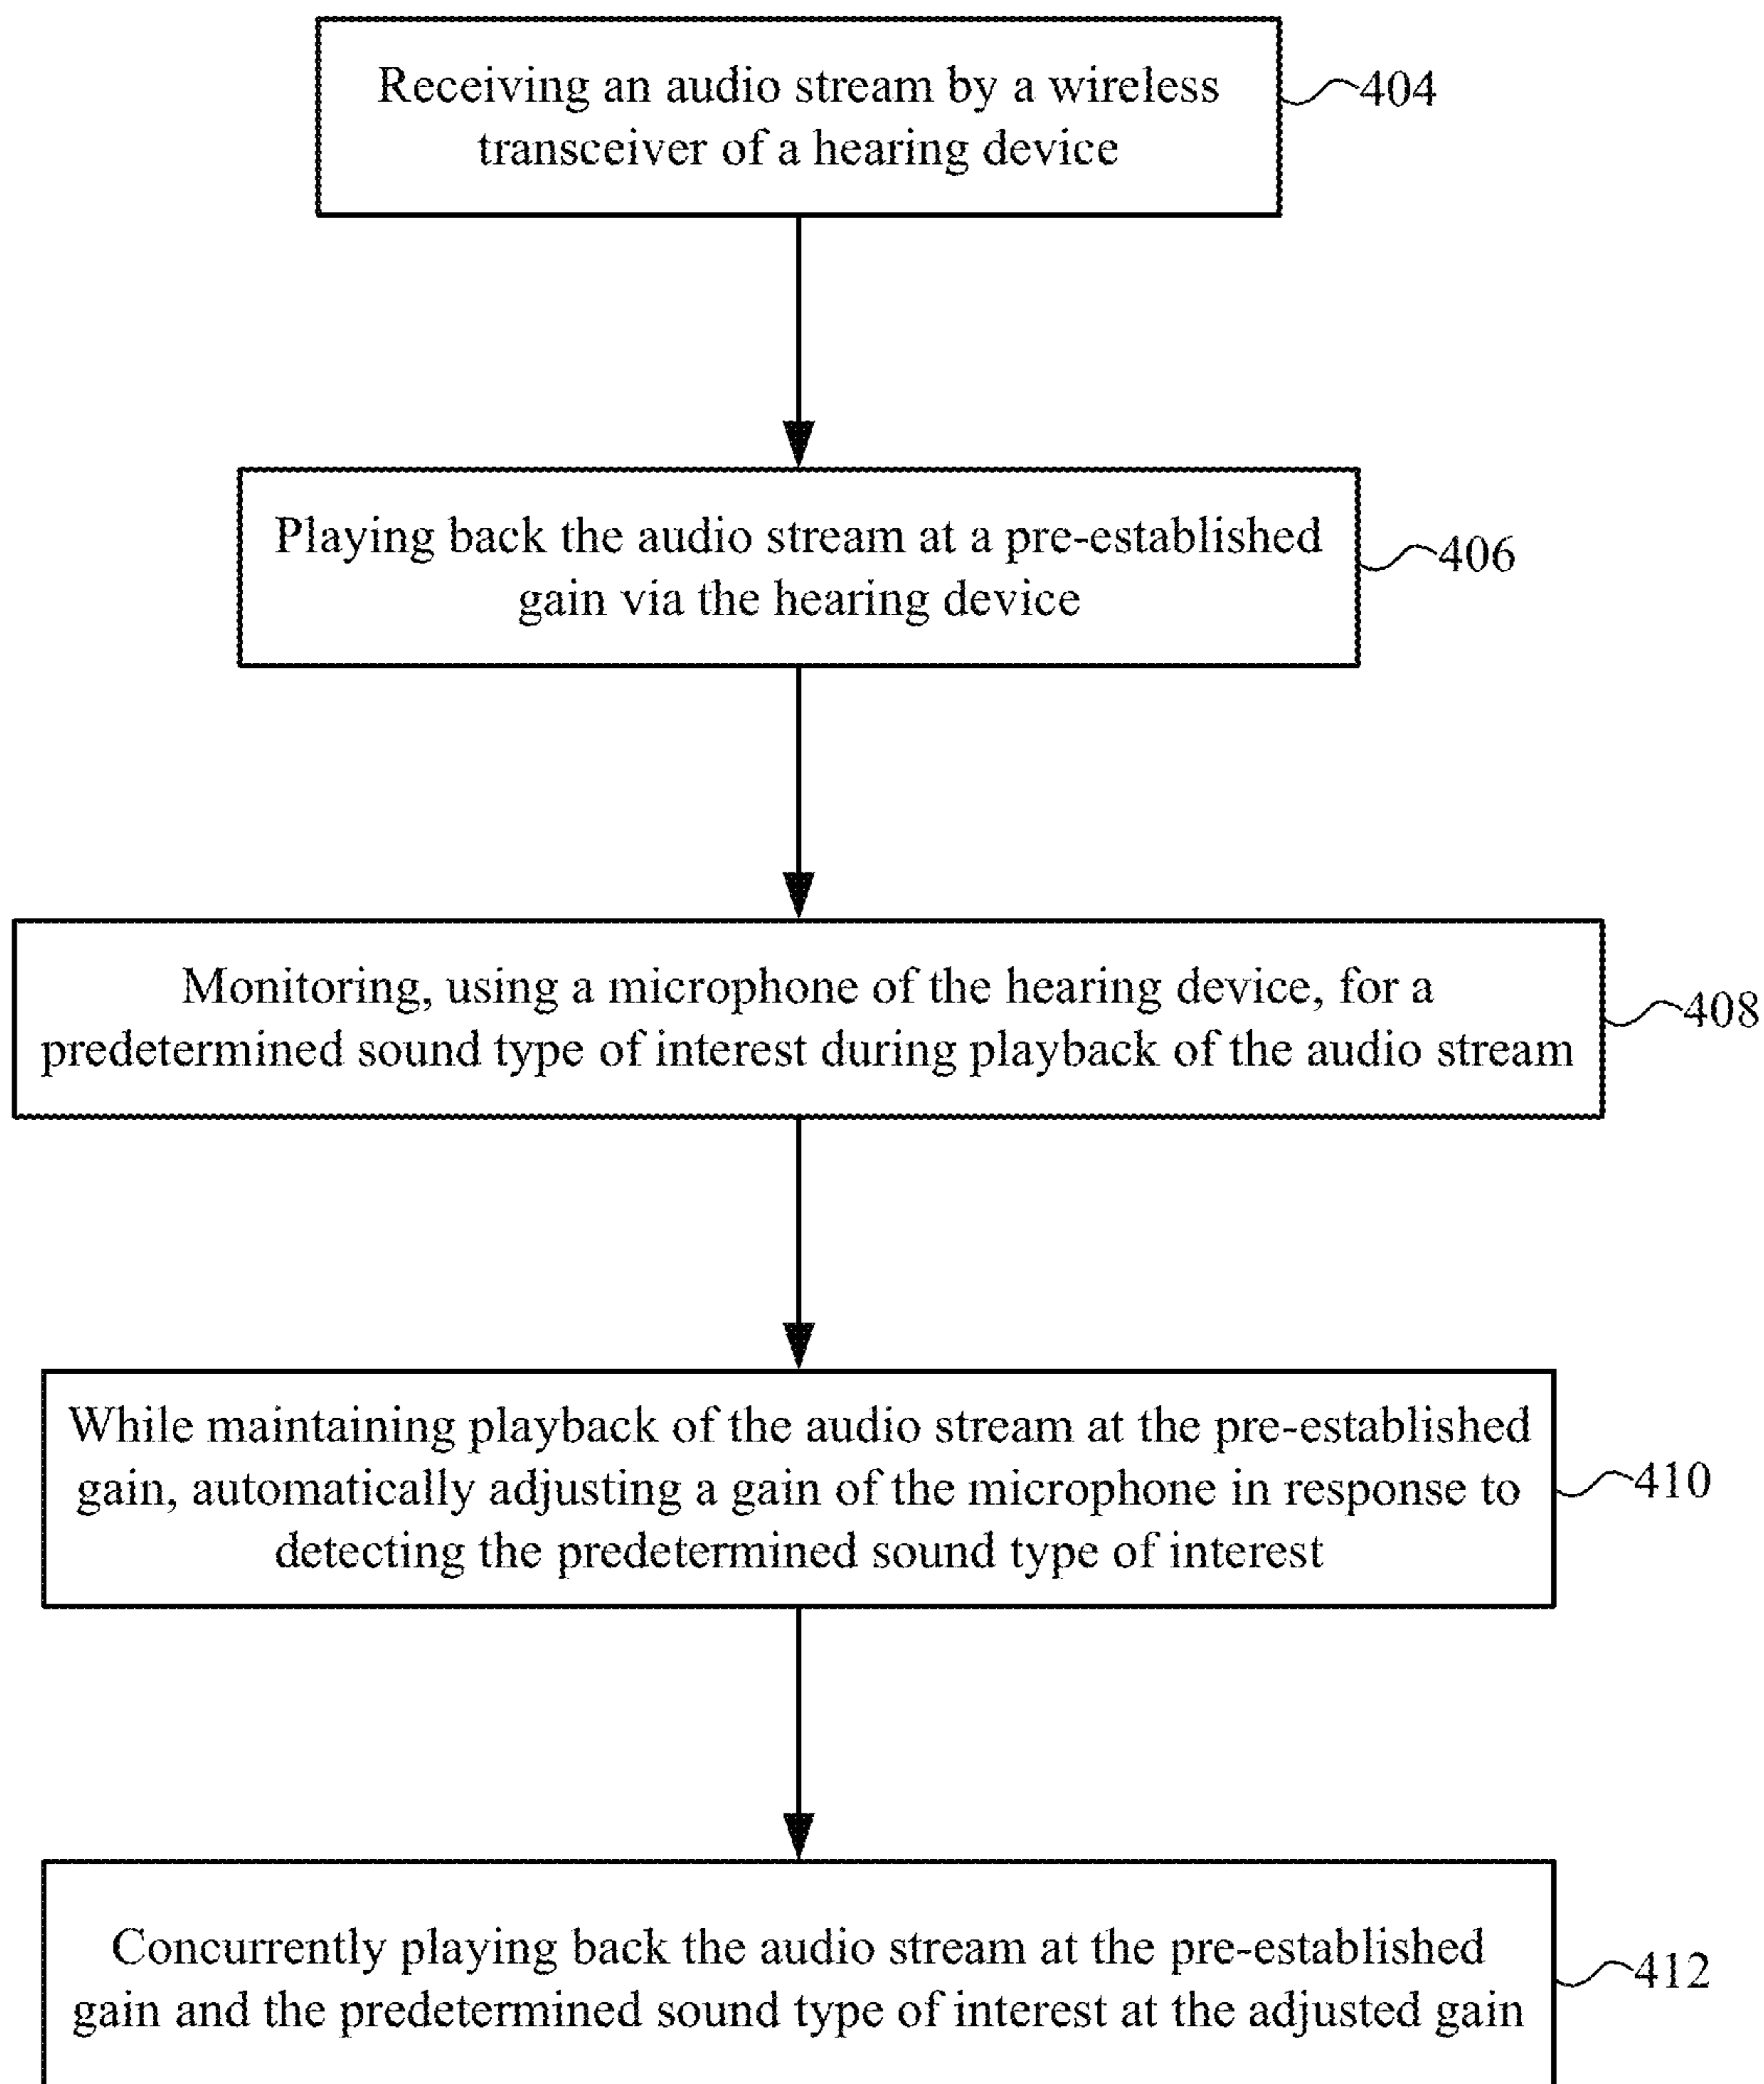 Receiving an audio stream by a wireless
transceiver of a hearing device
404
Playing back the audio stream at a pre-established
gain via the hearing device
406
Monitoring, using a microphone of the hearing device, for a
predetermined sound type of interest during playback of the audio stream
408
While maintaining playback of the audio stream at the pre-established
gain, automatically adjusting a gain of the microphone in response to
detecting the predetermined sound type of interest
410
Concurrently playing back the audio stream at the pre-established
gain and the predetermined sound type of interest at the adjusted gain
412